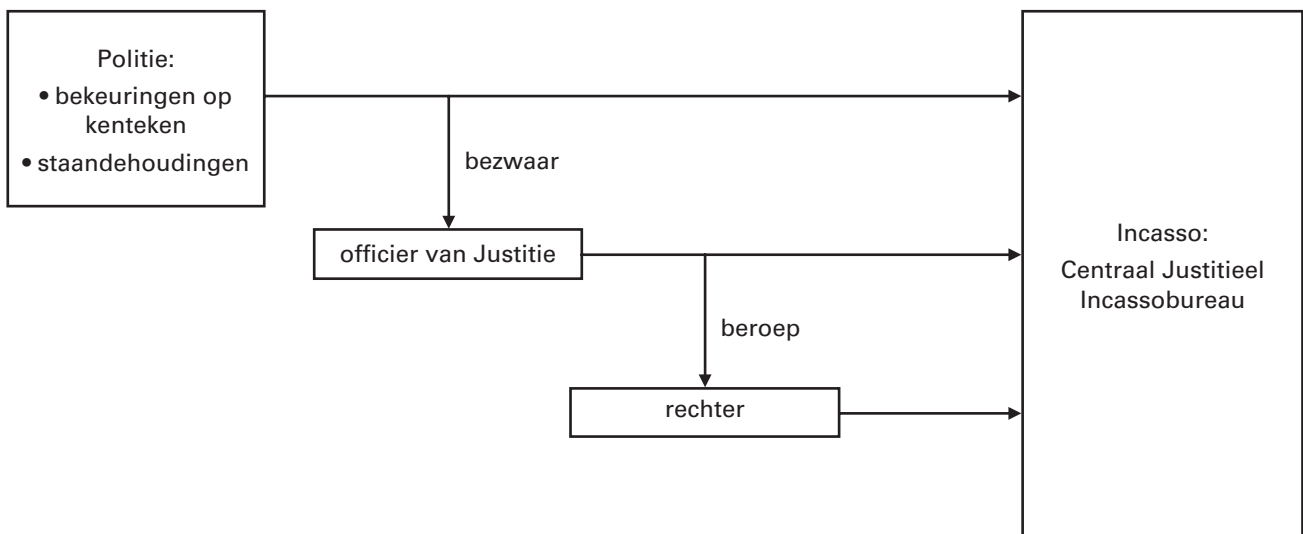 Politie:
• bekeuringen op
kenteken
• staandehoudingen
bezwaar
officier van Justitie
beroep
rechter
Incasso:
Centraal Justitieel
Incassobureau